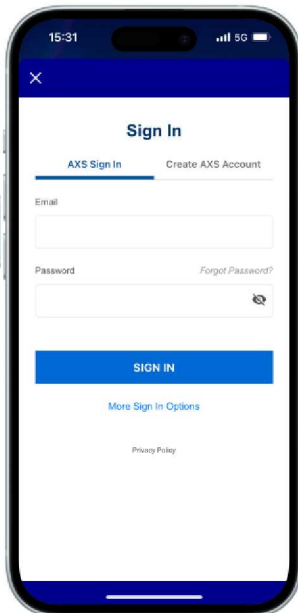 15:31 5G
Sign In
AXS Sign In Create AXS Account
Email
Password Forgot Password?
SIGN IN
More Sign In Options
Privacy Policy